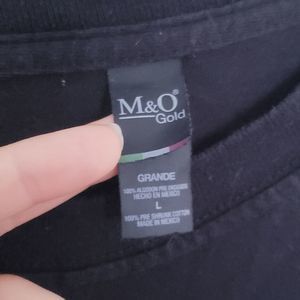 M&O®
Gold
GRANDE
100% ALGODON PRE ENCOGIDO
HECHO EN MEXICO
L
100% PRE SHRUNK COTTON
MADE IN MEXICO